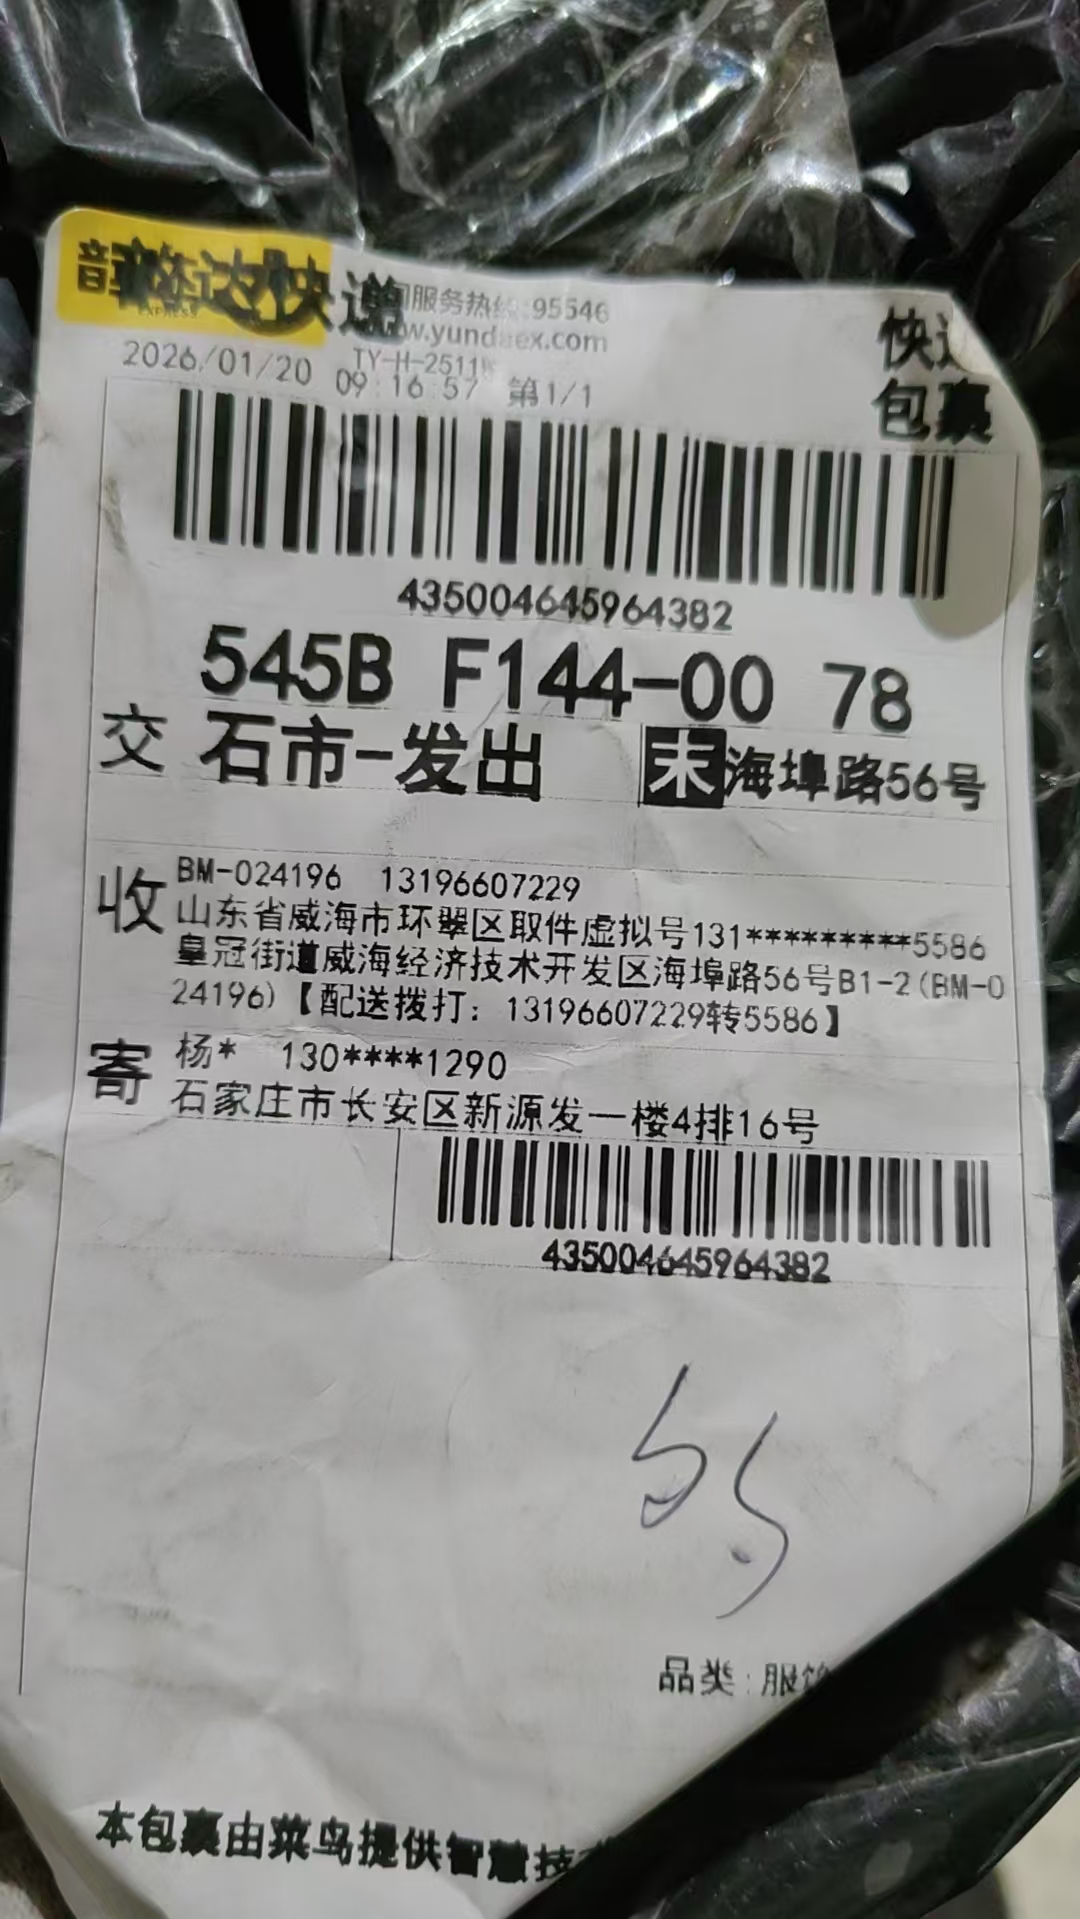 韵达快递
EXPRESS
服务热线:95546
www.yundaex.com
快递
包裹
TY-H-2511
2026/01/20 09:16:57 第1/1
435004645964382
545B F144-00 78
交 石市-发出 末 海埠路56号
收 BM-024196 13196607229
山东省威海市环翠区取件虚拟号131*********5586
皇冠街道威海经济技术开发区海埠路56号B1-2(BM-0
24196)【配送拨打:13196607229转5586】
寄 杨* 130****1290
石家庄市长安区新源发一楼4排16号
435004645964382
品类:服饰
本包裹由菜鸟提供智慧技